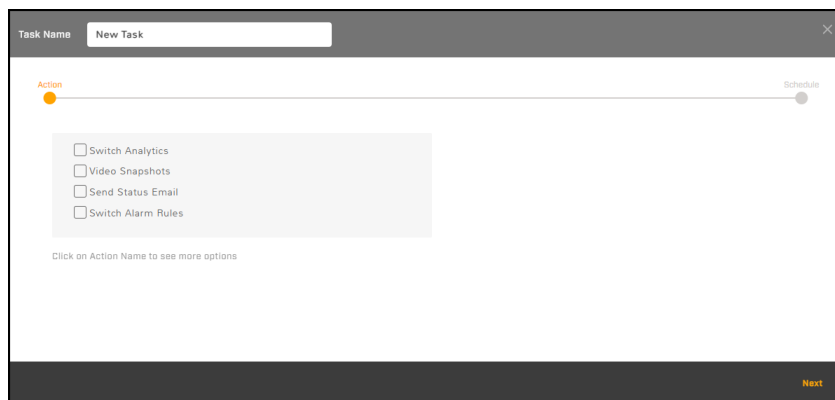 Task Name
New Task
Action
Schedule
Switch Analytics
Video Snapshots
Send Status Email
Switch Alarm Rules
Click on Action Name to see more options
Next